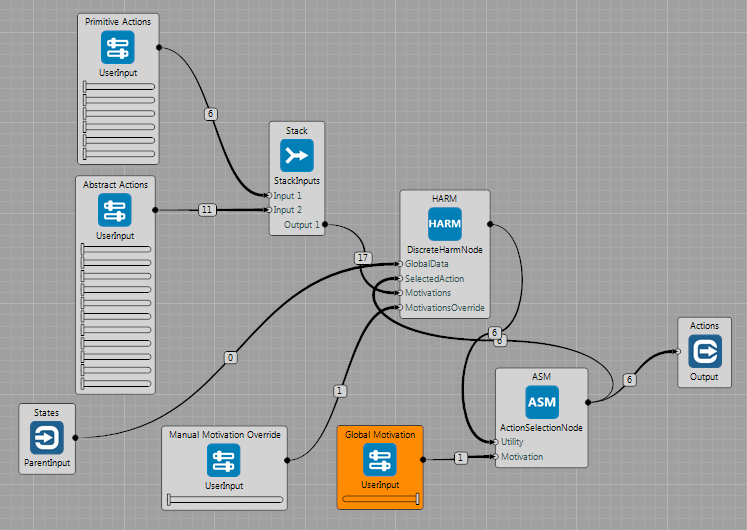 Primitive Actions
UserInput
6
Stack
StackInputs
Input 1
Input 2
Output 1
Abstract Actions
UserInput
11
HARM
HARM
DiscreteHarmNode
GlobalData
SelectedAction
Motivations
MotivationsOverride
17
0
1
6
6
States
ParentInput
Manual Motivation Override
UserInput
Global Motivation
UserInput
1
ASM
ASM
ActionSelectionNode
Utility
Motivation
6
Actions
Output